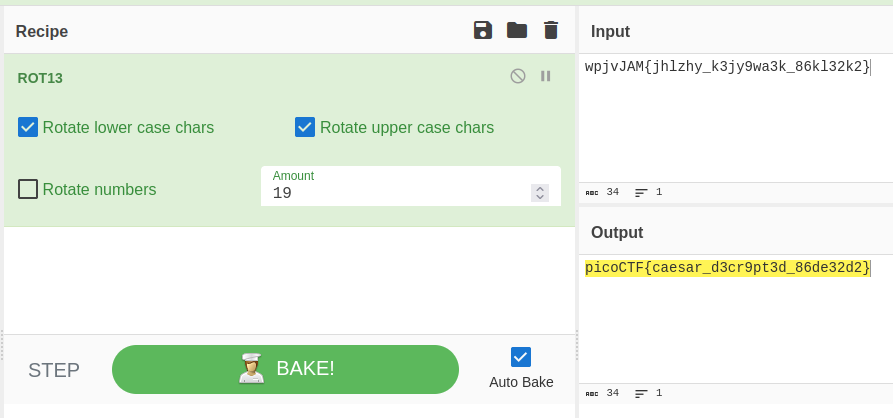 Recipe
ROT13
Rotate lower case chars
Rotate upper case chars
Rotate numbers
Amount
19
STEP
BAKE!
Auto Bake
Input
wpjvJAM{jhlzhy_k3jy9wa3k_86kl32k2}
ABC 34 1
Output
picoCTF{caesar_d3cr9pt3d_86de32d2}
ABC 34 1